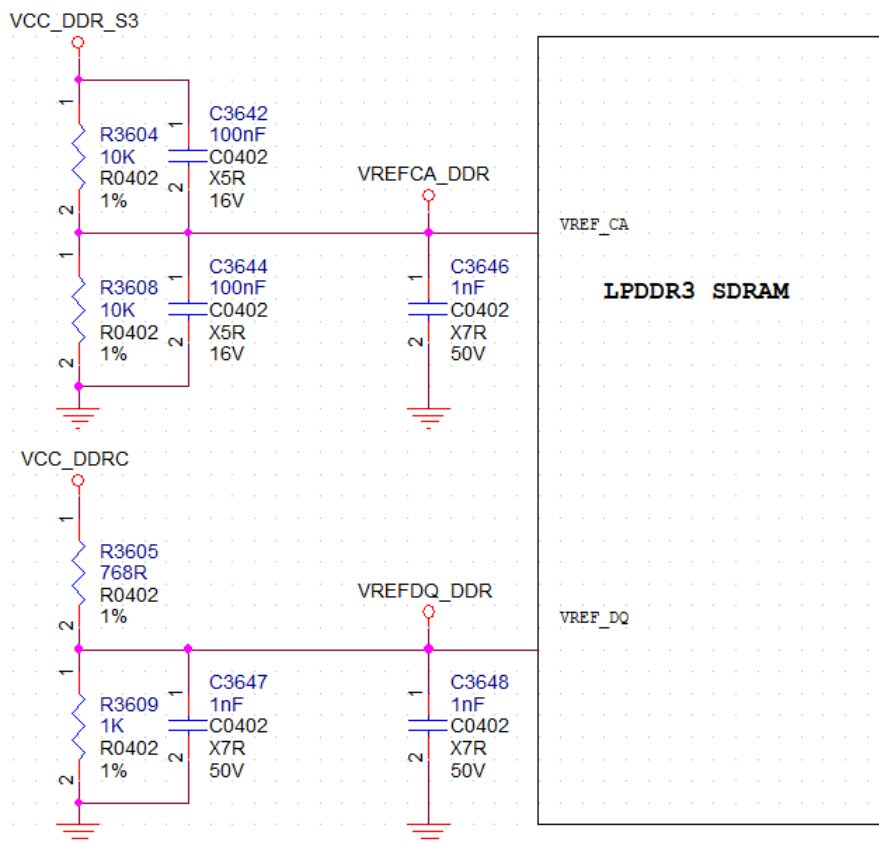 VCC_DDR_S3
1
R3604
10K
R0402
1%
2
1
C3642
100nF
C0402
X5R
16V
2
VREFCA_DDR
VREF_CA
1
R3608
10K
R0402
1%
2
1
C3644
100nF
C0402
X5R
16V
2
1
C3646
1nF
C0402
X7R
50V
2
LPDDR3 SDRAM
VCC_DDRC
1
R3605
768R
R0402
1%
2
VREFDQ_DDR
VREF_DQ
1
R3609
1K
R0402
1%
2
1
C3647
1nF
C0402
X7R
50V
2
1
C3648
1nF
C0402
X7R
50V
2